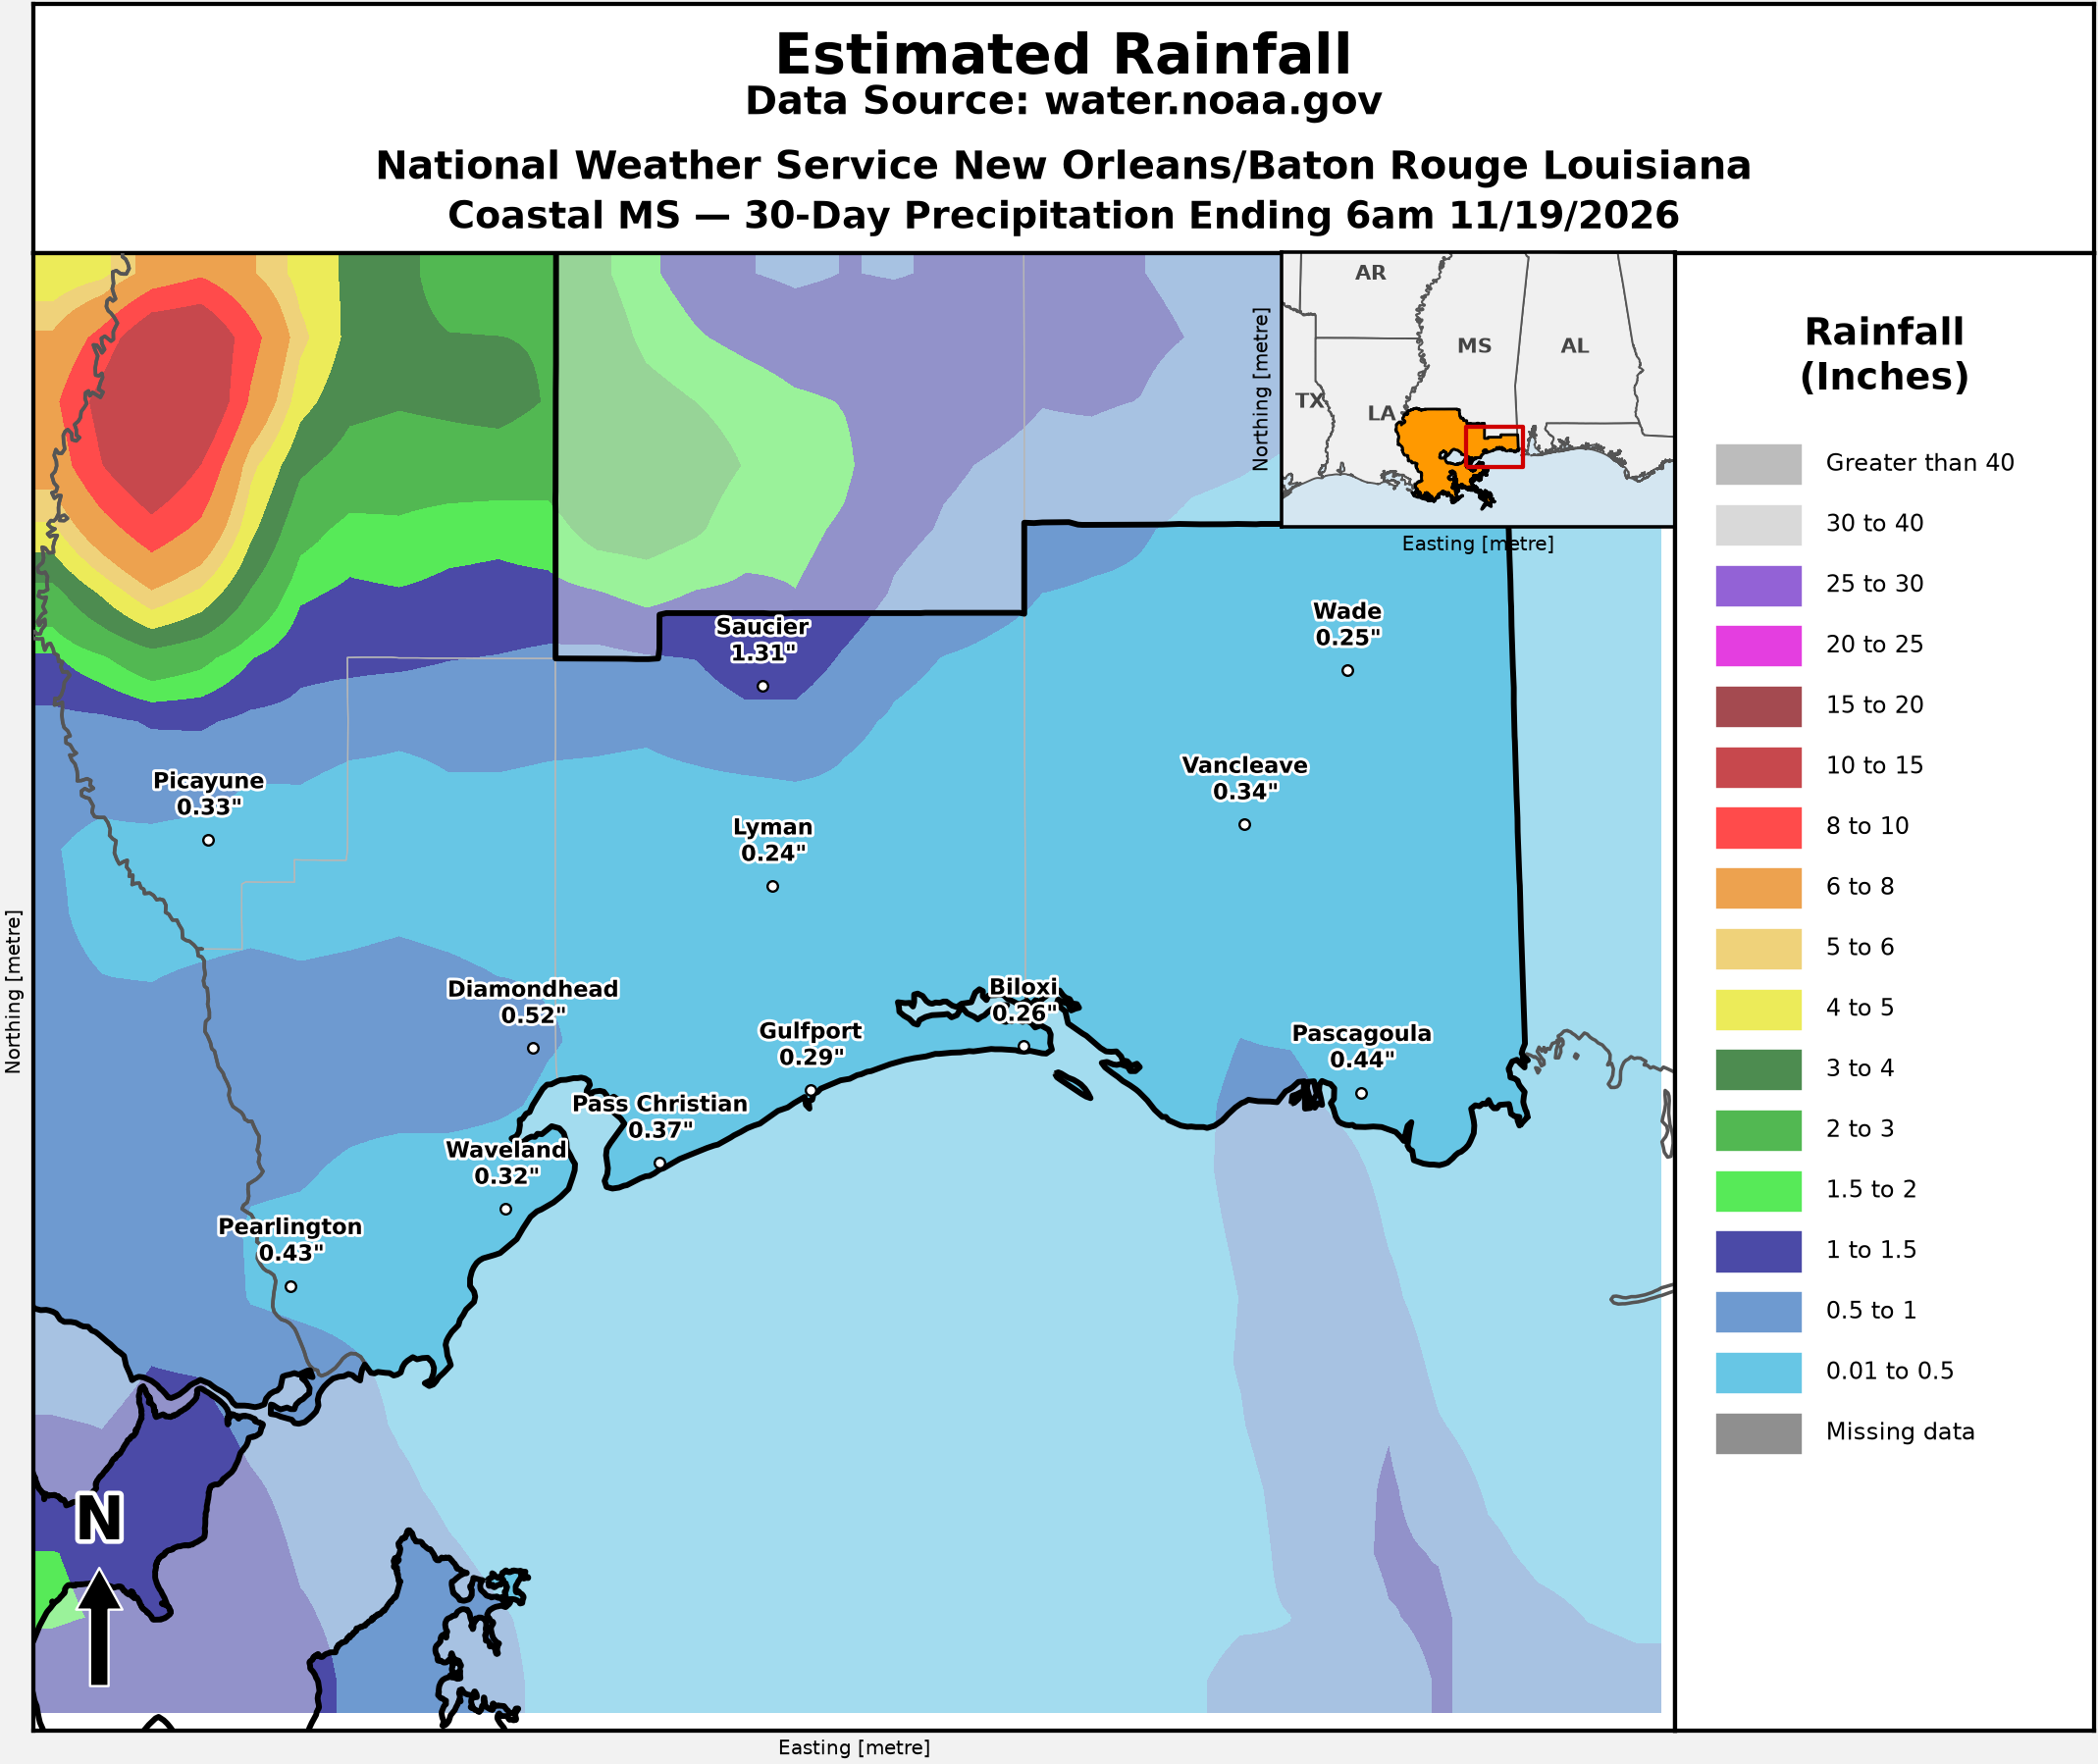 Estimated Rainfall
Data Source: water.noaa.gov
National Weather Service New Orleans/Baton Rouge Louisiana
Coastal MS — 30-Day Precipitation Ending 6am 11/19/2026
AR
MS
AL
TX
LA
Northing [metre]
Easting [metre]
Saucier
1.31"
Wade
0.25"
Picayune
0.33"
Vancleave
0.34"
Lyman
0.24"
Diamondhead
0.52"
Biloxi
0.26"
Gulfport
0.29"
Pascagoula
0.44"
Pass Christian
0.37"
Waveland
0.32"
Pearlington
0.43"
N
Northing [metre]
Easting [metre]
Rainfall
(Inches)
Greater than 40
30 to 40
25 to 30
20 to 25
15 to 20
10 to 15
8 to 10
6 to 8
5 to 6
4 to 5
3 to 4
2 to 3
1.5 to 2
1 to 1.5
0.5 to 1
0.01 to 0.5
Missing data